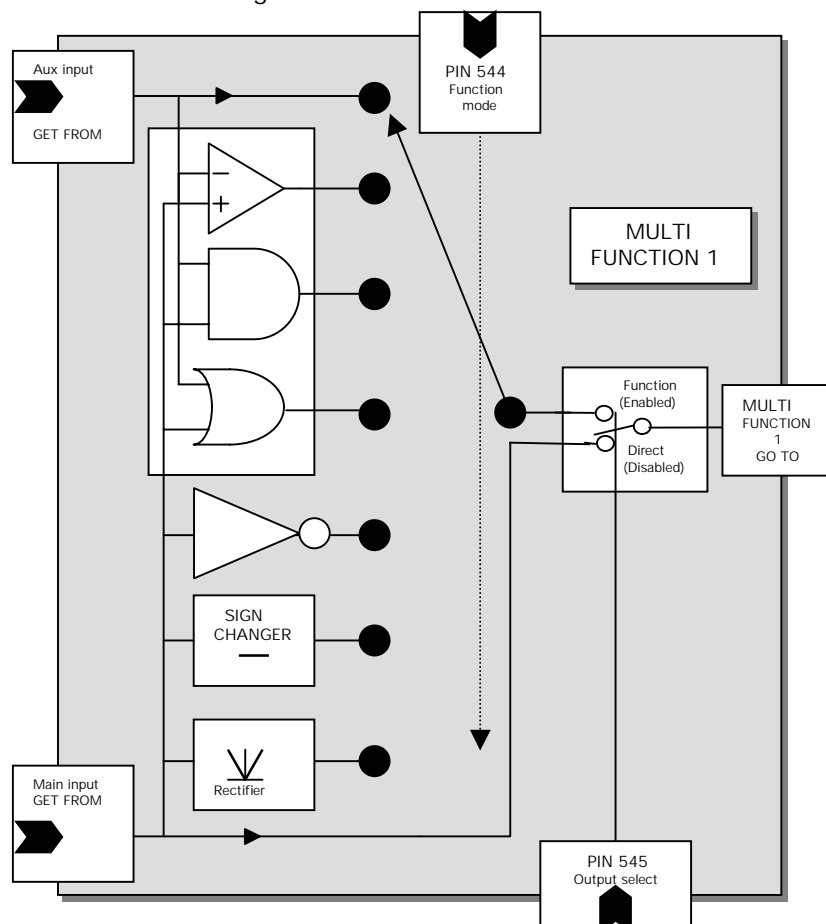 Aux input
GET FROM
PIN 544
Function
mode
MULTI
FUNCTION 1
Function
(Enabled)
Direct
(Disabled)
MULTI
FUNCTION
1
GO TO
SIGN
CHANGER
Rectifier
Main input
GET FROM
PIN 545
Output select